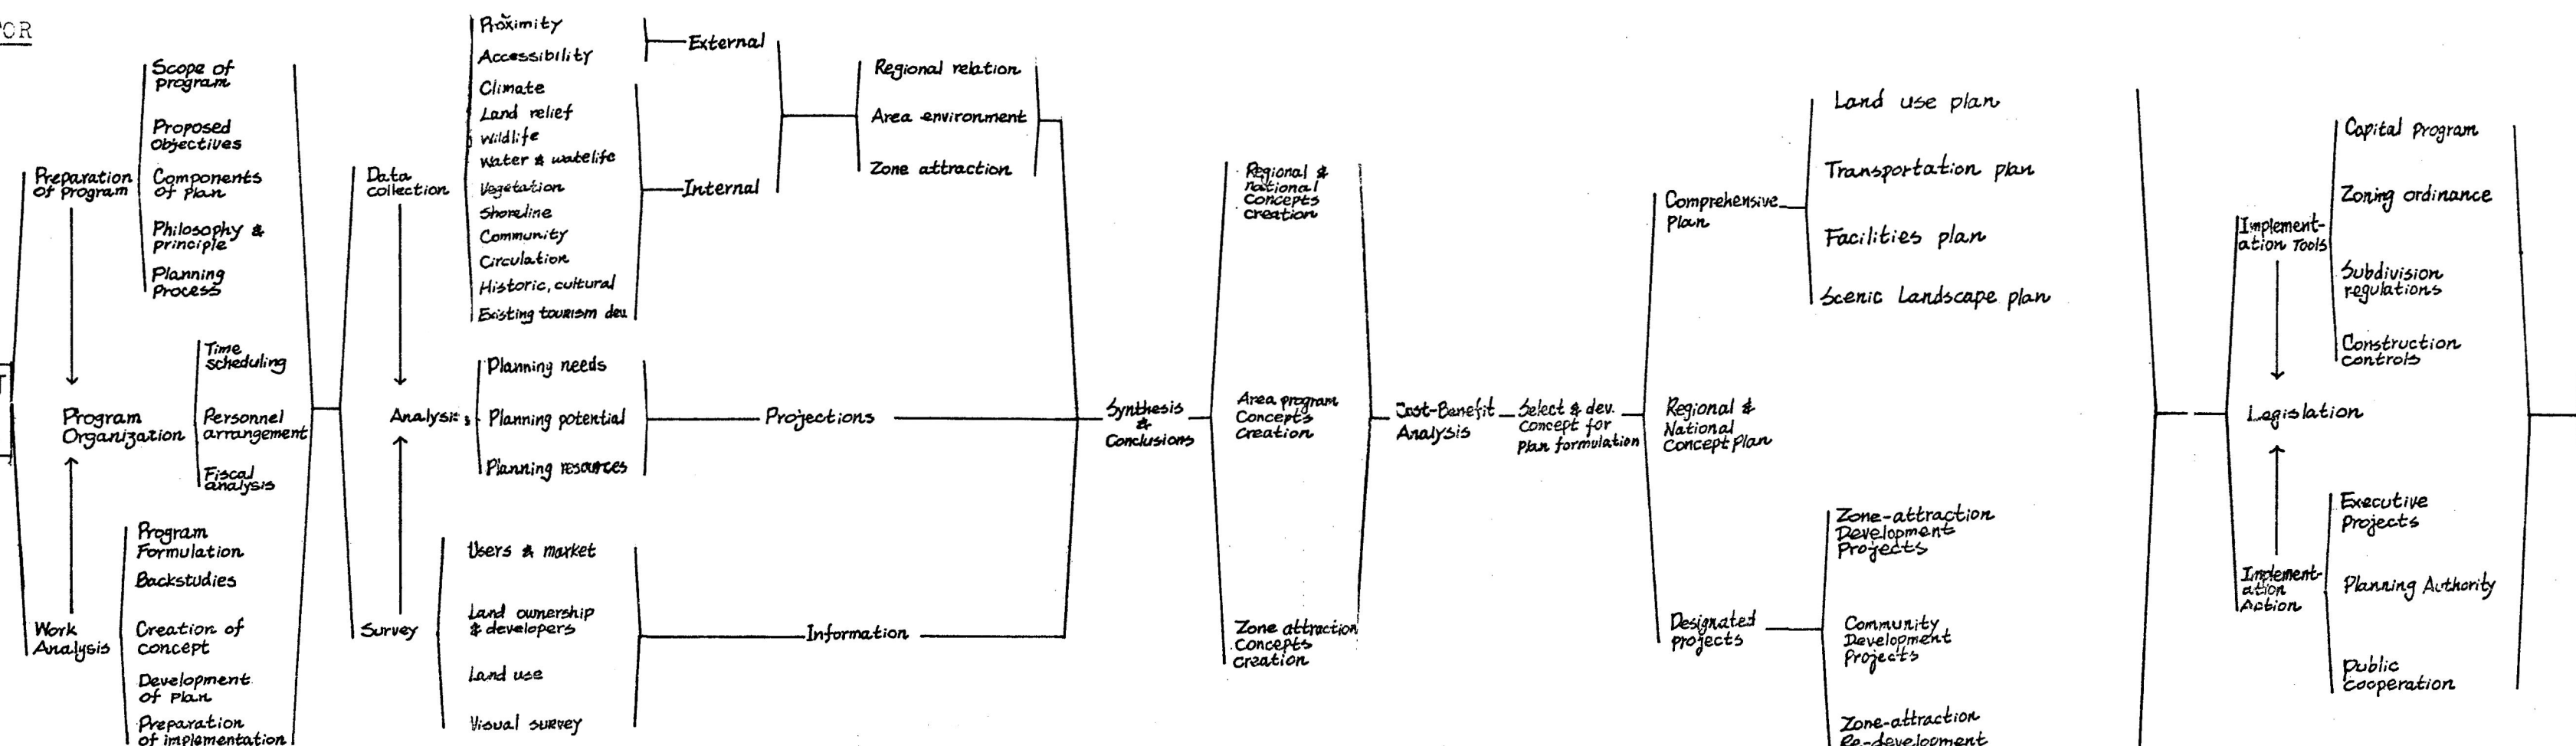 Preparation
of program
Scope of
program
Proposed
objectives
Components
of Plan
Philosophy &
principle
Planning
Process
Program
Organization
Time
scheduling
Personnel
arrangement
Fiscal
analysis
Work
Analysis
Program
Formulation
Backstudies
Creation of
concept
Development
of Plan
Preparation
of implementation
Data
collection
Proximity
Accessibility
Climate
Land relief
Wildlife
Water & watelife
Vegetation
Shoreline
Community
Circulation
Historic, cultural
Existing tourism dev.
External
Internal
Regional relation
Area environment
Zone attraction
Analysis
Planning needs
Planning potential
Planning resources
Projections
Survey
Users & market
Land ownership
& developers
Land use
Visual survey
Information
Synthesis
&
Conclusions
Regional &
national
Concepts
creation
Area program
Concepts
Creation
Zone attraction
Concepts
creation
Cost-Benefit
Analysis
Select & dev.
concept for
plan formulation
Comprehensive
Plan
Land use plan
Transportation plan
Facilities plan
Scenic Landscape plan
Regional &
National
Concept Plan
Designated
projects
Zone-attraction
Development
Projects
Community
Development
Projects
Zone-attraction
Re-development
Implement-
ation Tools
Capital Program
Zoning ordinance
Subdivision
regulations
Construction
controls
Legislation
Implement-
ation
Action
Executive
Projects
Planning Authority
Public
Cooperation